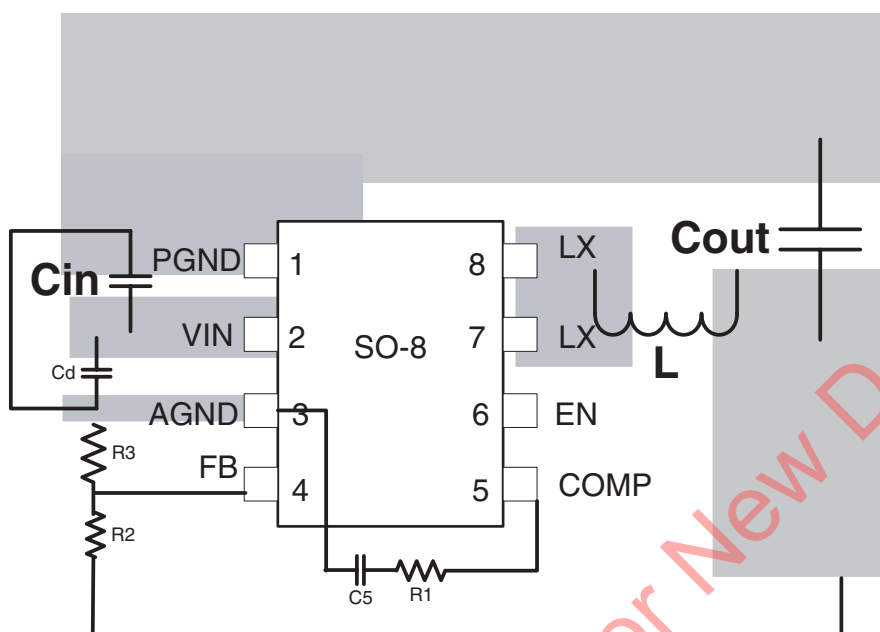 Cout
LX
PGND 1
8
Cin
VIN 2
SO-8
7 LX
L
Cd
AGND 3
6 EN
R3
FB
4
5 COMP
R2
C5
R1
or New D